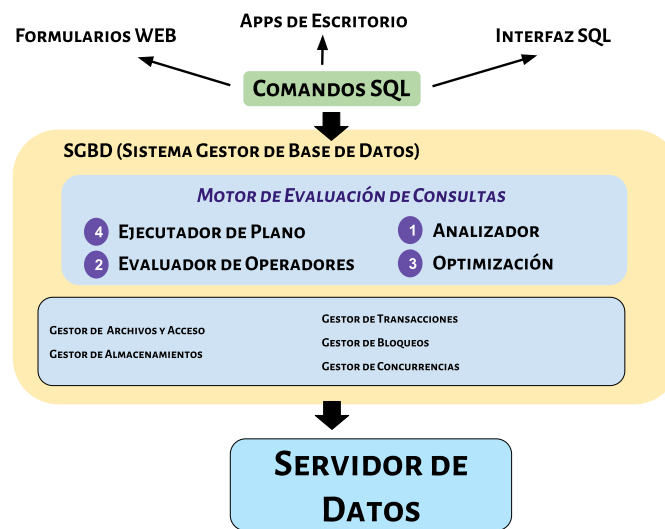 Formularios WEB
Apps de Escritorio
Interfaz SQL
Comandos SQL
SGBD (Sistema Gestor de Base de Datos)
Motor de Evaluación de Consultas
4 Ejecutador de Plano
1 Analizador
2 Evaluador de Operadores
3 Optimización
Gestor de Archivos y Acceso
Gestor de Almacenamientos
Gestor de Transacciones
Gestor de Bloqueos
Gestor de Concurrencias
Servidor de
Datos